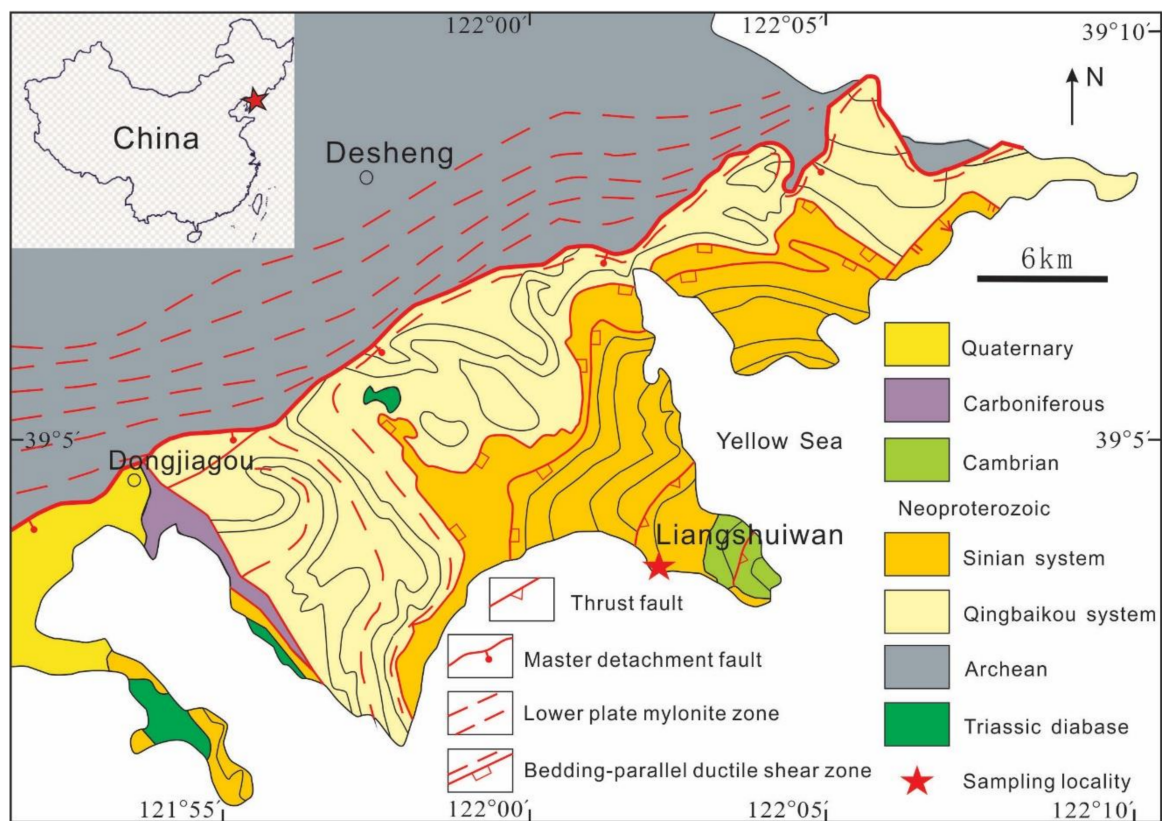 122°00′
122°05′
39°10′
N
China
Desheng
6km
Quaternary
Carboniferous
39°5′
39°5′
Yellow Sea
Cambrian
Dongjiagou
Neoproterozoic
Liangshuiwan
Sinian system
Thrust fault
Qingbaikou system
Master detachment fault
Archean
Lower plate mylonite zone
Triassic diabase
Bedding-parallel ductile shear zone
Sampling locality
121°55′
122°00′
122°05′
122°10′